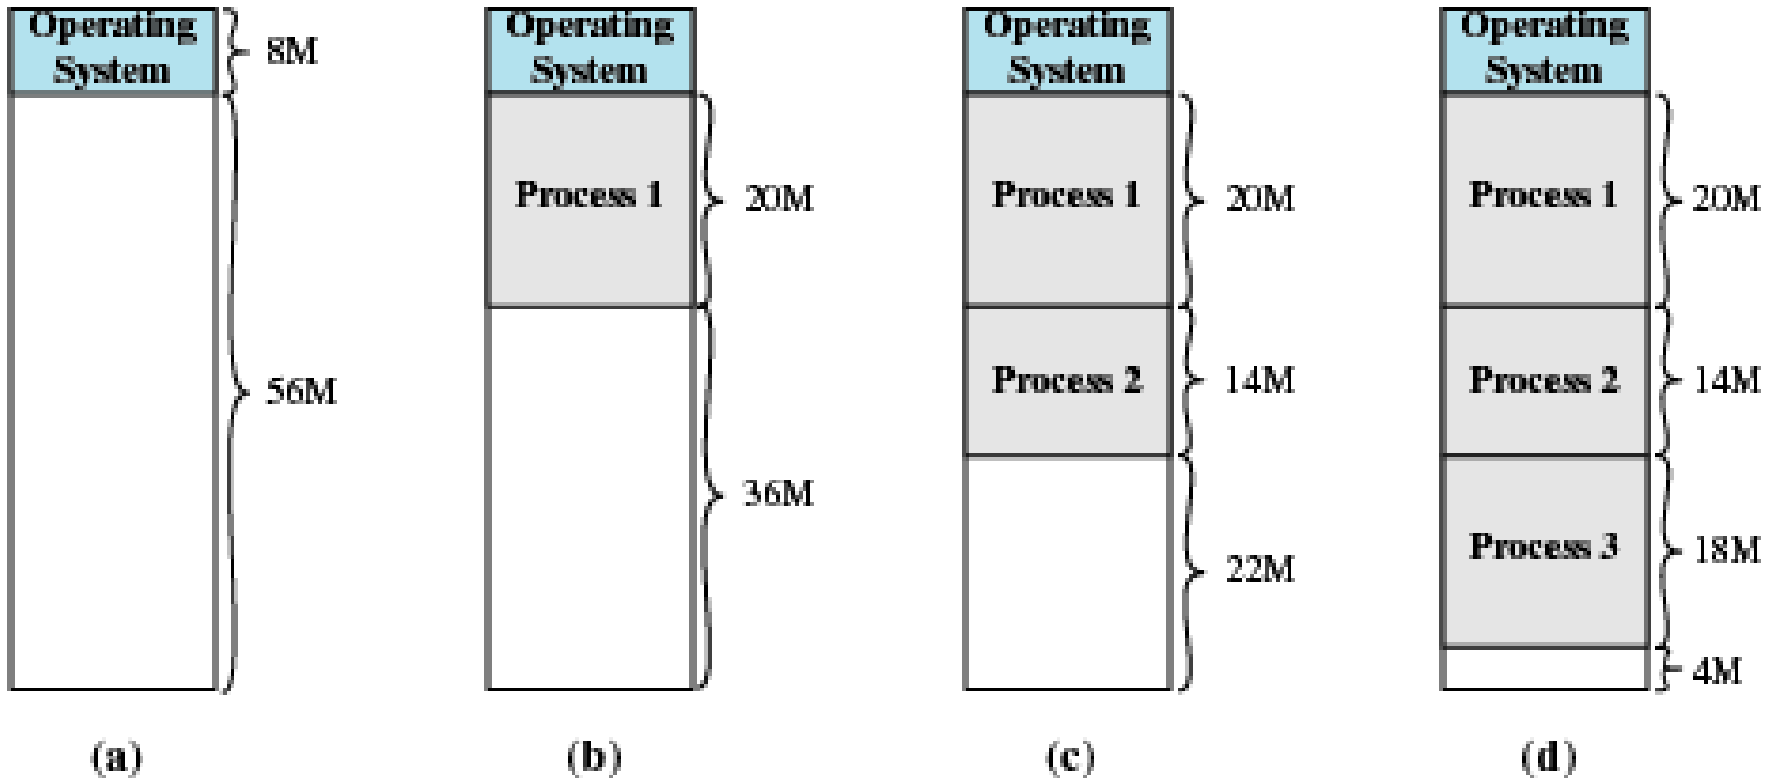 Operating
System
8M
56M
(a)
Operating
System
Process 1
20M
36M
(b)
Operating
System
Process 1
20M
Process 2
14M
22M
(c)
Operating
System
Process 1
20M
Process 2
14M
Process 3
18M
4M
(d)